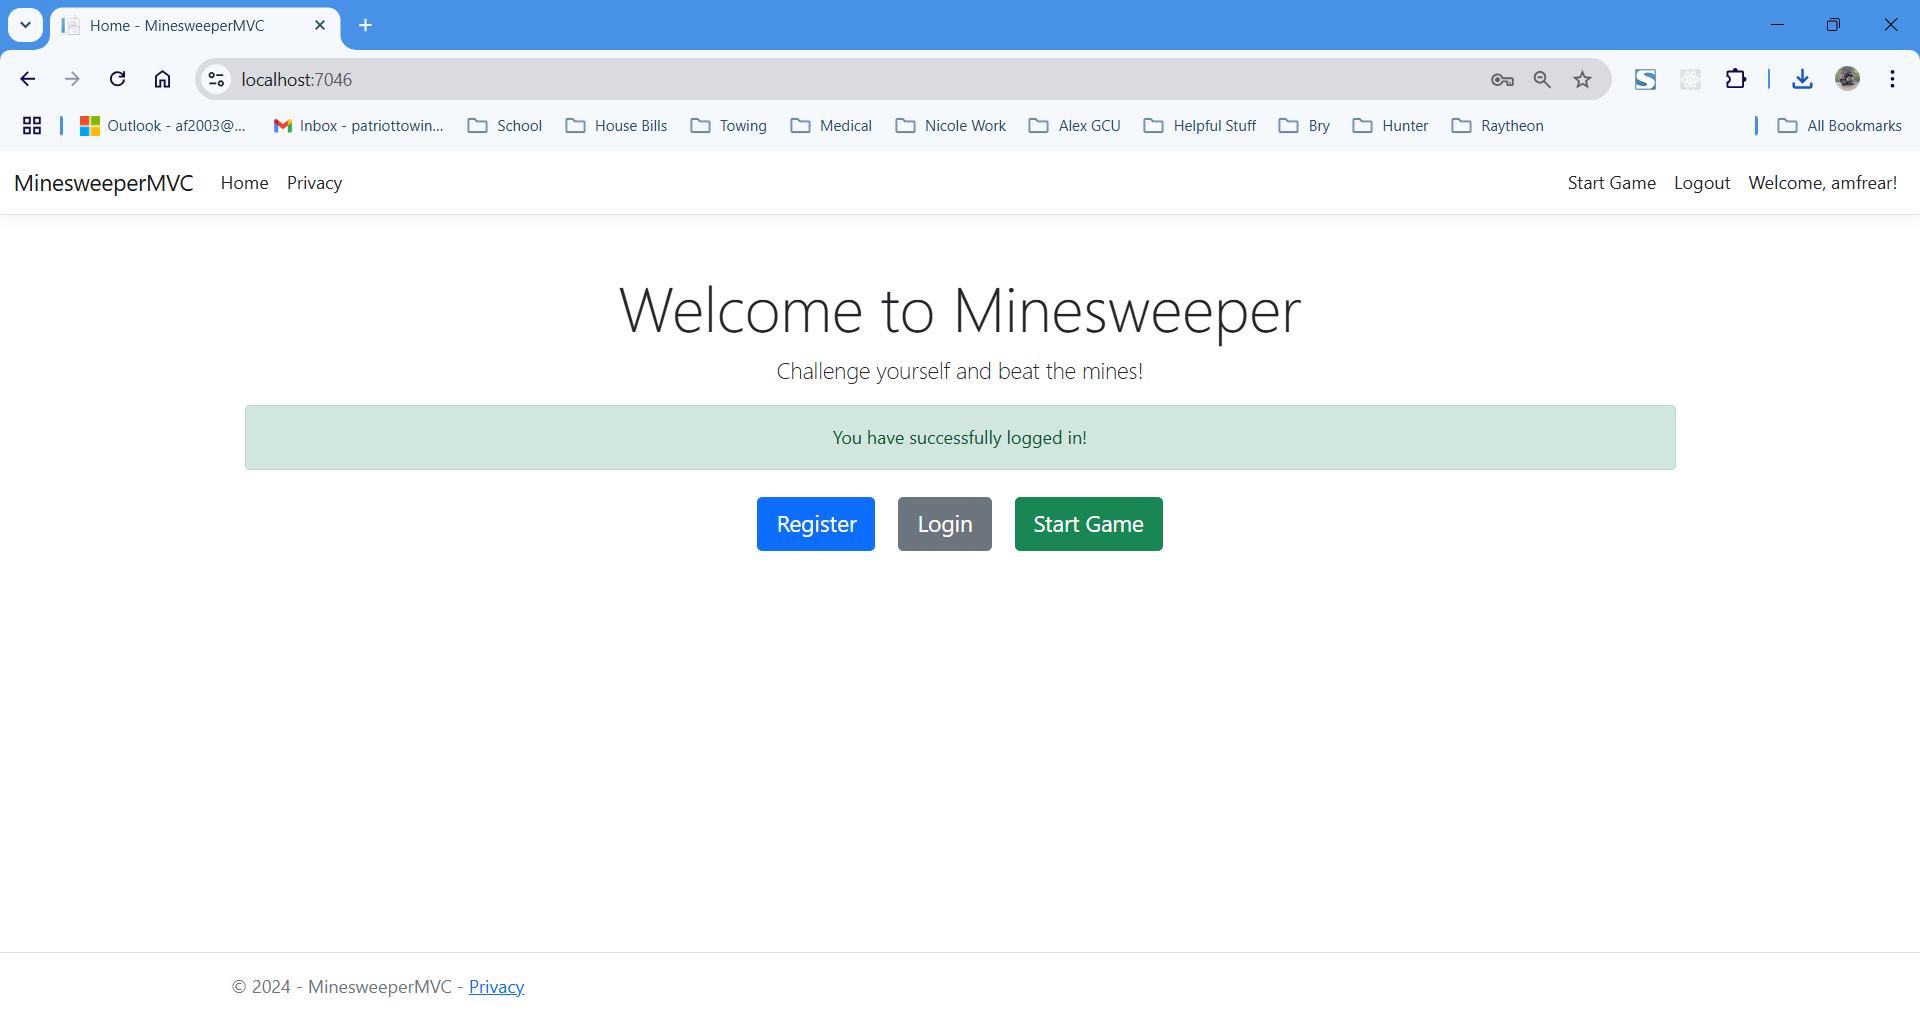 Home - MinesweeperMVC
localhost:7046
Outlook - af2003@... Inbox - patriottowin... School House Bills Towing Medical Nicole Work Alex GCU Helpful Stuff Bry Hunter Raytheon All Bookmarks
MinesweeperMVC Home Privacy Start Game Logout Welcome, amfrear!
Welcome to Minesweeper
Challenge yourself and beat the mines!
You have successfully logged in!
Register Login Start Game
© 2024 - MinesweeperMVC - Privacy